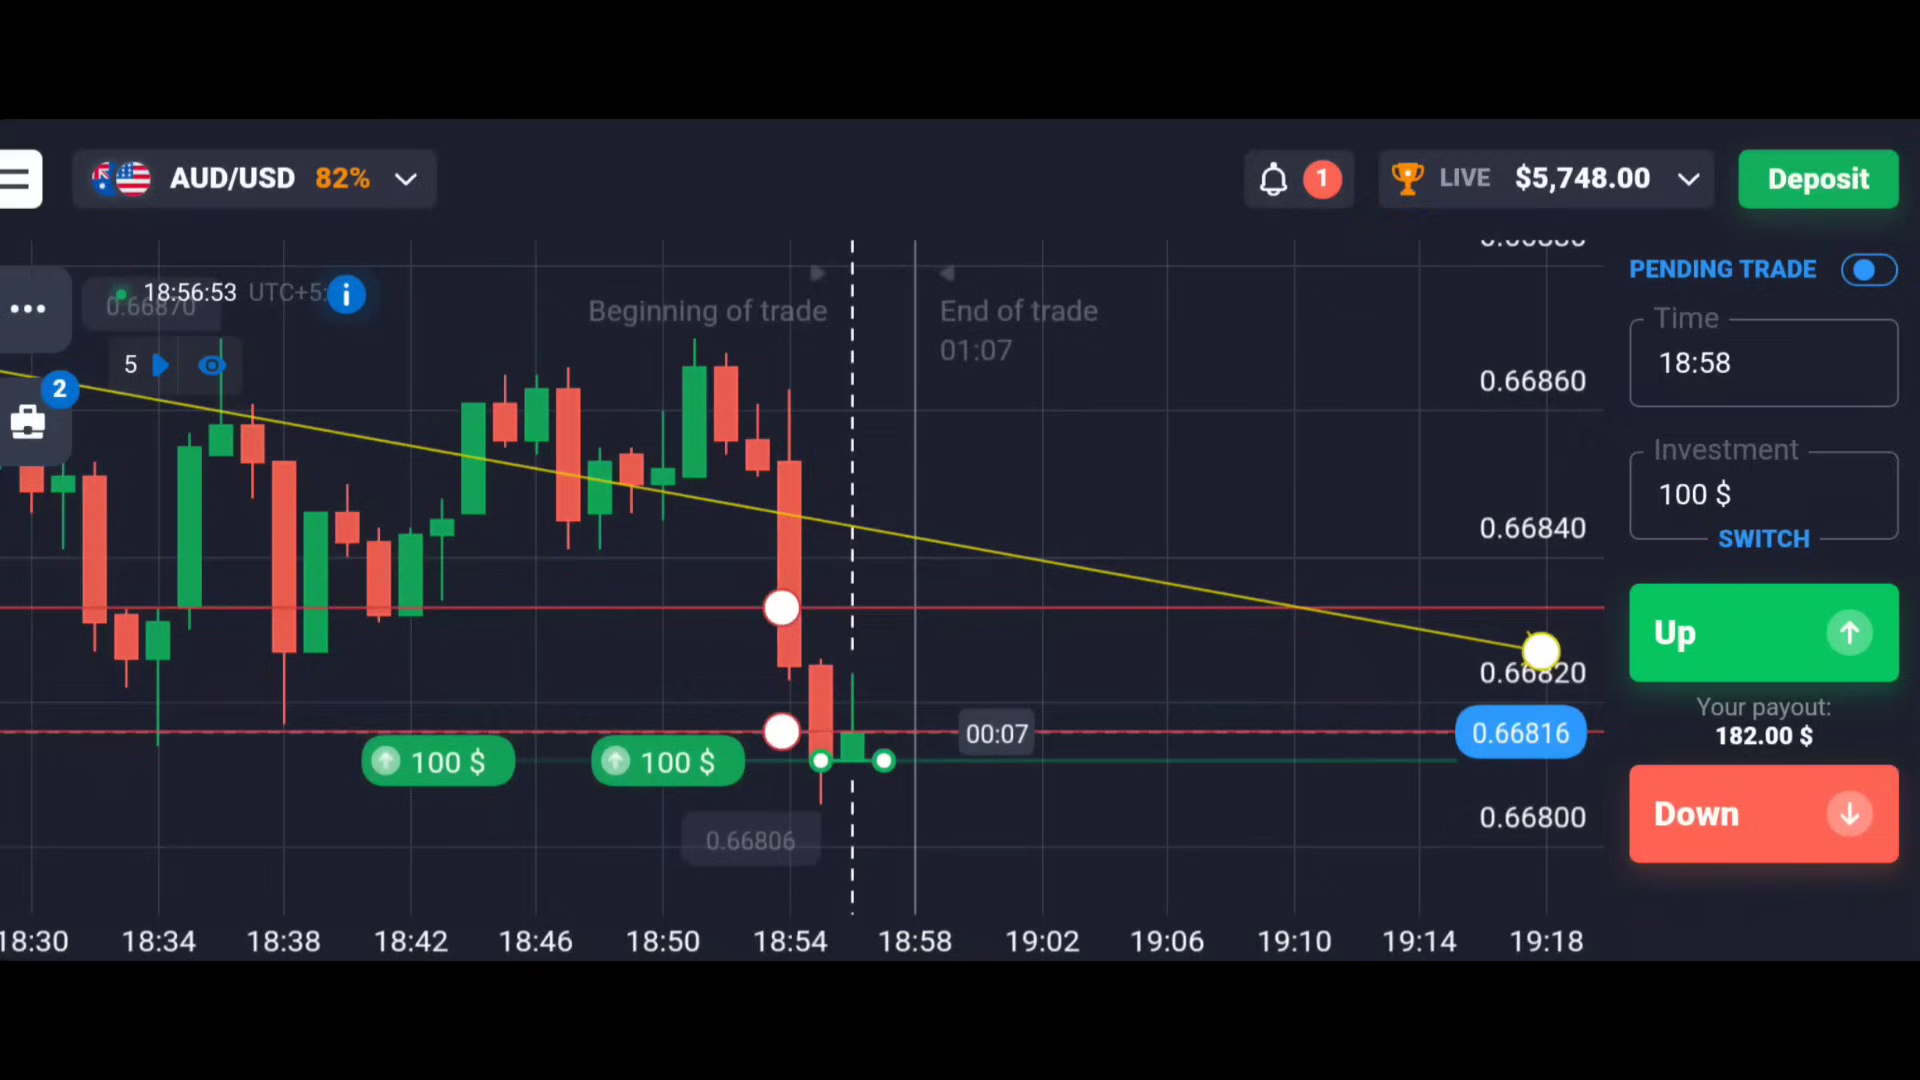 AUD/USD 82%
1
LIVE $5,748.00
Deposit
18:56:53 UTC+5:
0.66870
i
5
2
Beginning of trade
End of trade
01:07
0.66860
0.66840
0.66820
0.66816
0.66800
00:07
100 $
100 $
0.66806
18:30 18:34 18:38 18:42 18:46 18:50 18:54 18:58 19:02 19:06 19:10 19:14 19:18
PENDING TRADE
Time
18:58
Investment
100 $
SWITCH
Up
Your payout:
182.00 $
Down